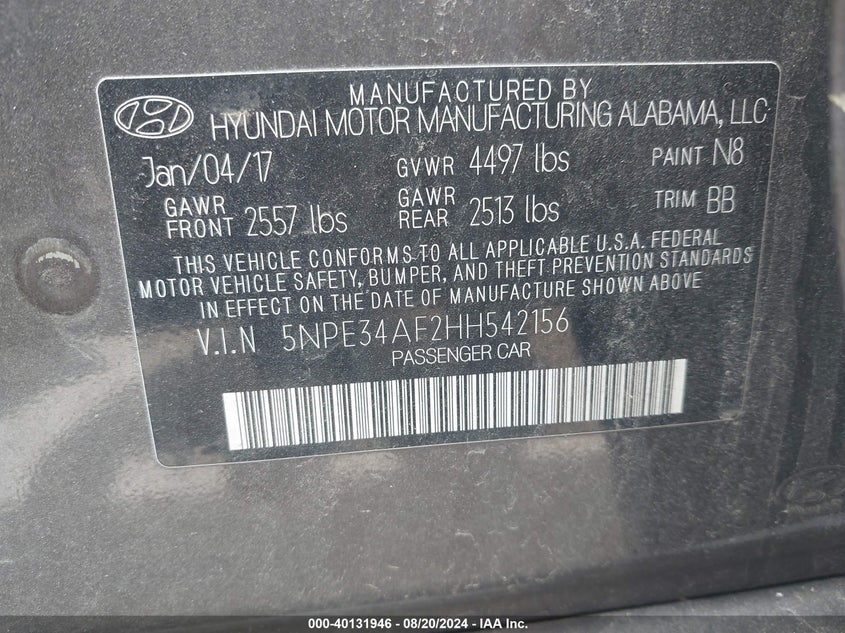 MANUFACTURED BY
HYUNDAI MOTOR MANUFACTURING ALABAMA, LLC
Jan/04/17 GVWR 4497 lbs PAINT N8
GAWR FRONT 2557 lbs GAWR REAR 2513 lbs TRIM BB
THIS VEHICLE CONFORMS TO ALL APPLICABLE U.S.A. FEDERAL
MOTOR VEHICLE SAFETY, BUMPER, AND THEFT PREVENTION STANDARDS
IN EFFECT ON THE DATE OF MANUFACTURE SHOWN ABOVE
V.I.N 5NPE34AF2HH542156
PASSENGER CAR
000-40131946 - 08/20/2024 - IAA Inc.